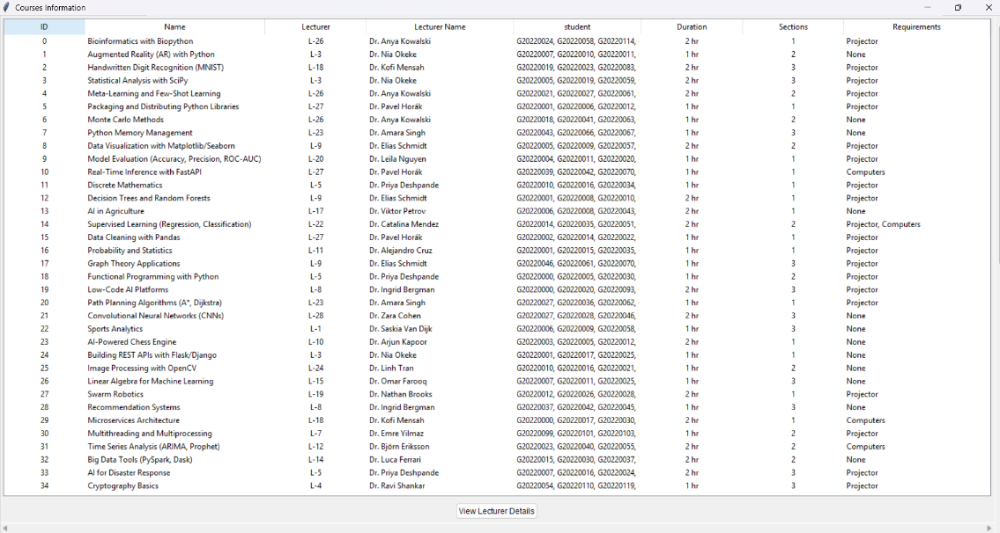 Courses Information
ID Name Lecturer Lecturer Name student Duration Sections Requirements
0 Bioinformatics with Biopython L-26 Dr. Anya Kowalski G20220024, G20220058, G20220114, 2 hr 1 Projector
1 Augmented Reality (AR) with Python L-3 Dr. Nia Okeke G20220007, G20220010, G20220011, 1 hr 2 None
2 Handwritten Digit Recognition (MNIST) L-18 Dr. Kofi Mensah G20220019, G20220023, G20220083, 2 hr 3 Projector
3 Statistical Analysis with SciPy L-3 Dr. Nia Okeke G20220005, G20220019, G20220059, 2 hr 3 Projector
4 Meta-Learning and Few-Shot Learning L-26 Dr. Anya Kowalski G20220021, G20220027, G20220061, 2 hr 2 Projector
5 Packaging and Distributing Python Libraries L-27 Dr. Pavel Horák G20220001, G20220006, G20220012, 1 hr 1 Projector
6 Monte Carlo Methods L-26 Dr. Anya Kowalski G20220018, G20220041, G20220063, 1 hr 2 None
7 Python Memory Management L-23 Dr. Amara Singh G20220043, G20220066, G20220067, 1 hr 3 None
8 Data Visualization with Matplotlib/Seaborn L-9 Dr. Elias Schmidt G20220005, G20220009, G20220057, 2 hr 2 Projector
9 Model Evaluation (Accuracy, Precision, ROC-AUC) L-20 Dr. Leila Nguyen G20220004, G20220011, G20220020, 1 hr 1 Projector
10 Real-Time Inference with FastAPI L-27 Dr. Pavel Horák G20220039, G20220042, G20220070, 1 hr 1 Computers
11 Discrete Mathematics L-5 Dr. Priya Deshpande G20220010, G20220016, G20220034, 1 hr 1 Projector
12 Decision Trees and Random Forests L-9 Dr. Elias Schmidt G20220001, G20220008, G20220010, 2 hr 1 Projector
13 AI in Agriculture L-17 Dr. Viktor Petrov G20220006, G20220008, G20220043, 2 hr 1 None
14 Supervised Learning (Regression, Classification) L-22 Dr. Catalina Mendez G20220014, G20220035, G20220051, 2 hr 2 Projector, Computers
15 Data Cleaning with Pandas L-27 Dr. Pavel Horák G20220002, G20220014, G20220022, 1 hr 1 Projector
16 Probability and Statistics L-11 Dr. Alejandro Cruz G20220001, G20220015, G20220035, 1 hr 1 Projector
17 Graph Theory Applications L-9 Dr. Elias Schmidt G20220046, G20220061, G20220070, 1 hr 3 Projector
18 Functional Programming with Python L-5 Dr. Priya Deshpande G20220000, G20220005, G20220030, 1 hr 2 Projector
19 Low-Code AI Platforms L-8 Dr. Ingrid Bergman G20220000, G20220020, G20220093, 2 hr 3 Projector
20 Path Planning Algorithms (A*, Dijkstra) L-23 Dr. Amara Singh G20220027, G20220036, G20220062, 1 hr 1 Projector
21 Convolutional Neural Networks (CNNs) L-28 Dr. Zara Cohen G20220027, G20220028, G20220046, 2 hr 3 None
22 Sports Analytics L-1 Dr. Saskia Van Dijk G20220006, G20220009, G20220058, 1 hr 3 None
23 AI-Powered Chess Engine L-10 Dr. Arjun Kapoor G20220003, G20220005, G20220012, 2 hr 1 None
24 Building REST APIs with Flask/Django L-3 Dr. Nia Okeke G20220001, G20220017, G20220025, 1 hr 1 None
25 Image Processing with OpenCV L-24 Dr. Linh Tran G20220010, G20220016, G20220021, 1 hr 2 None
26 Linear Algebra for Machine Learning L-15 Dr. Omar Farooq G20220007, G20220011, G20220025, 1 hr 3 None
27 Swarm Robotics L-19 Dr. Nathan Brooks G20220012, G20220026, G20220028, 2 hr 1 Projector
28 Recommendation Systems L-8 Dr. Ingrid Bergman G20220037, G20220042, G20220045, 1 hr 3 None
29 Microservices Architecture L-18 Dr. Kofi Mensah G20220000, G20220017, G20220030, 2 hr 1 Computers
30 Multithreading and Multiprocessing L-7 Dr. Emre Yilmaz G20220099, G20220101, G20220103, 1 hr 2 Projector
31 Time Series Analysis (ARIMA, Prophet) L-12 Dr. Björn Eriksson G20220023, G20220040, G20220055, 2 hr 2 Computers
32 Big Data Tools (PySpark, Dask) L-14 Dr. Luca Ferrari G20220015, G20220030, G20220037, 2 hr 2 None
33 AI for Disaster Response L-5 Dr. Priya Deshpande G20220007, G20220016, G20220024, 2 hr 3 Projector
34 Cryptography Basics L-4 Dr. Ravi Shankar G20220054, G20220110, G20220119, 1 hr 3 Projector
View Lecturer Details